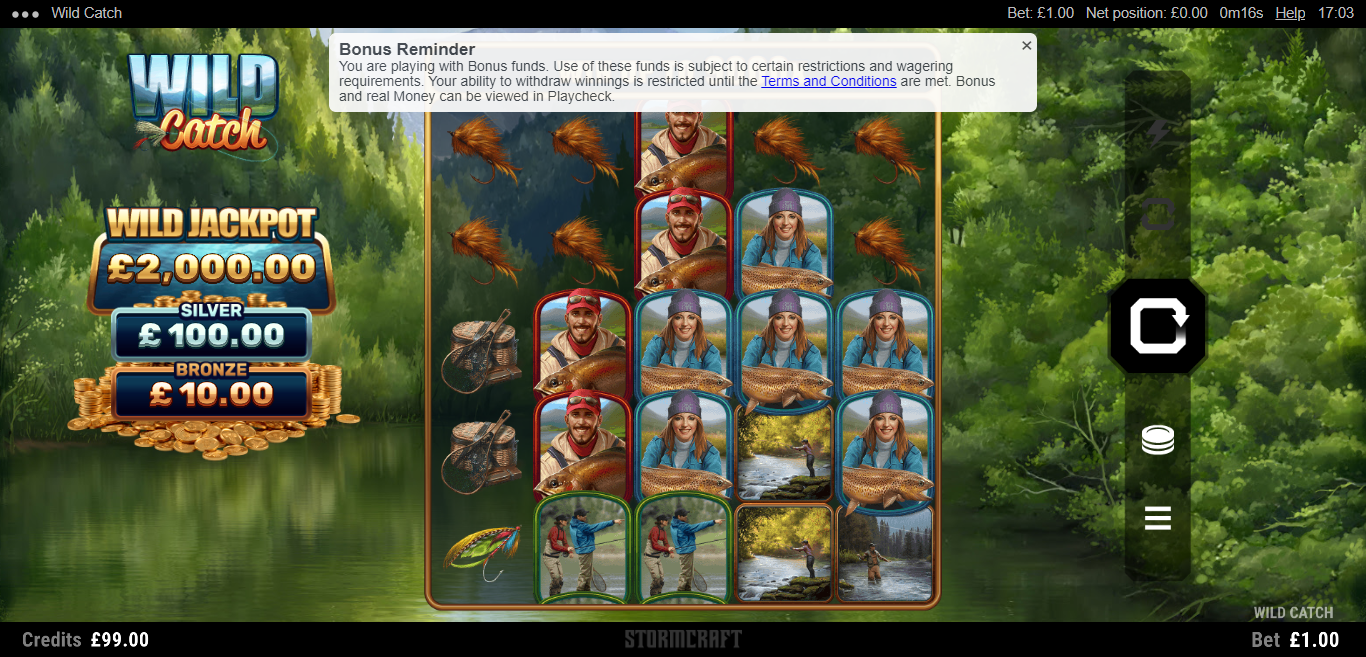 Wild Catch
Bet: £1.00 Net position: £0.00 0m16s Help 17:03
Bonus Reminder
You are playing with Bonus funds. Use of these funds is subject to certain restrictions and wagering
requirements. Your ability to withdraw winnings is restricted until the Terms and Conditions are met. Bonus
and real Money can be viewed in Playcheck.
WILD
Catch
WILD JACKPOT
£2,000.00
SILVER
£ 100.00
BRONZE
£ 10.00
WILD CATCH
Credits £99.00
STORMCRAFT
Bet £1.00